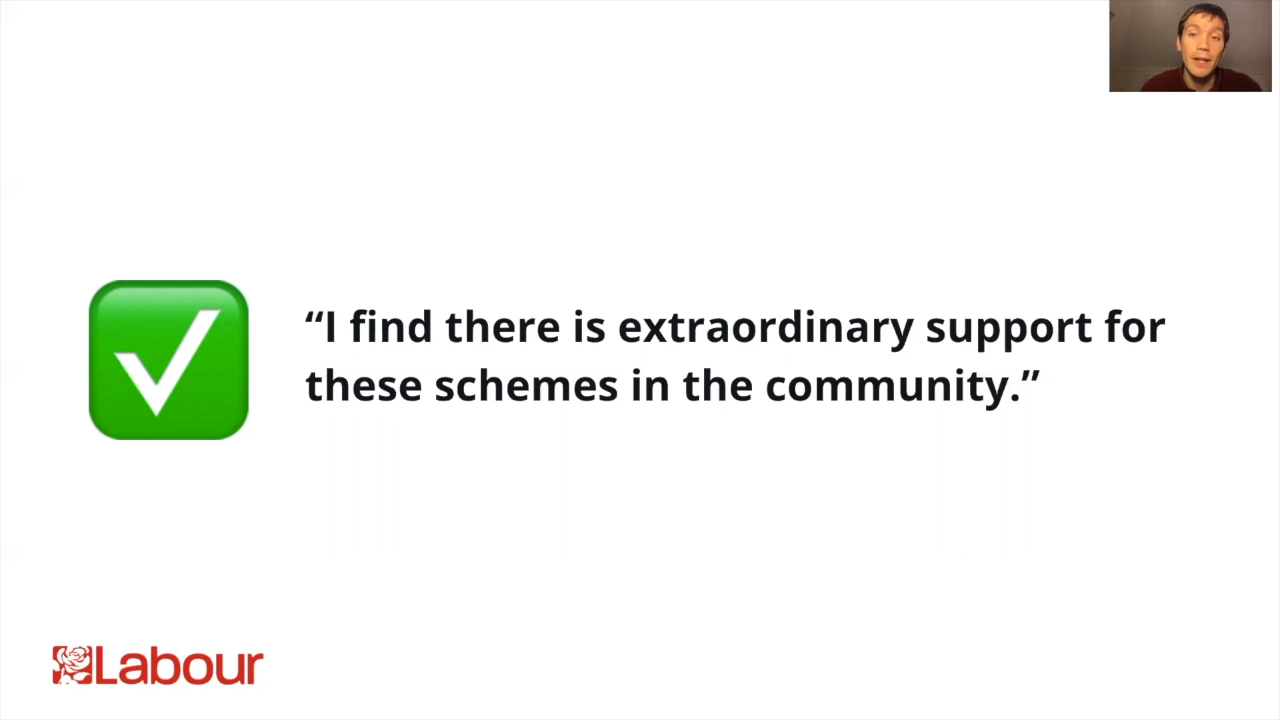 “I find there is extraordinary support for
these schemes in the community.”
Labour